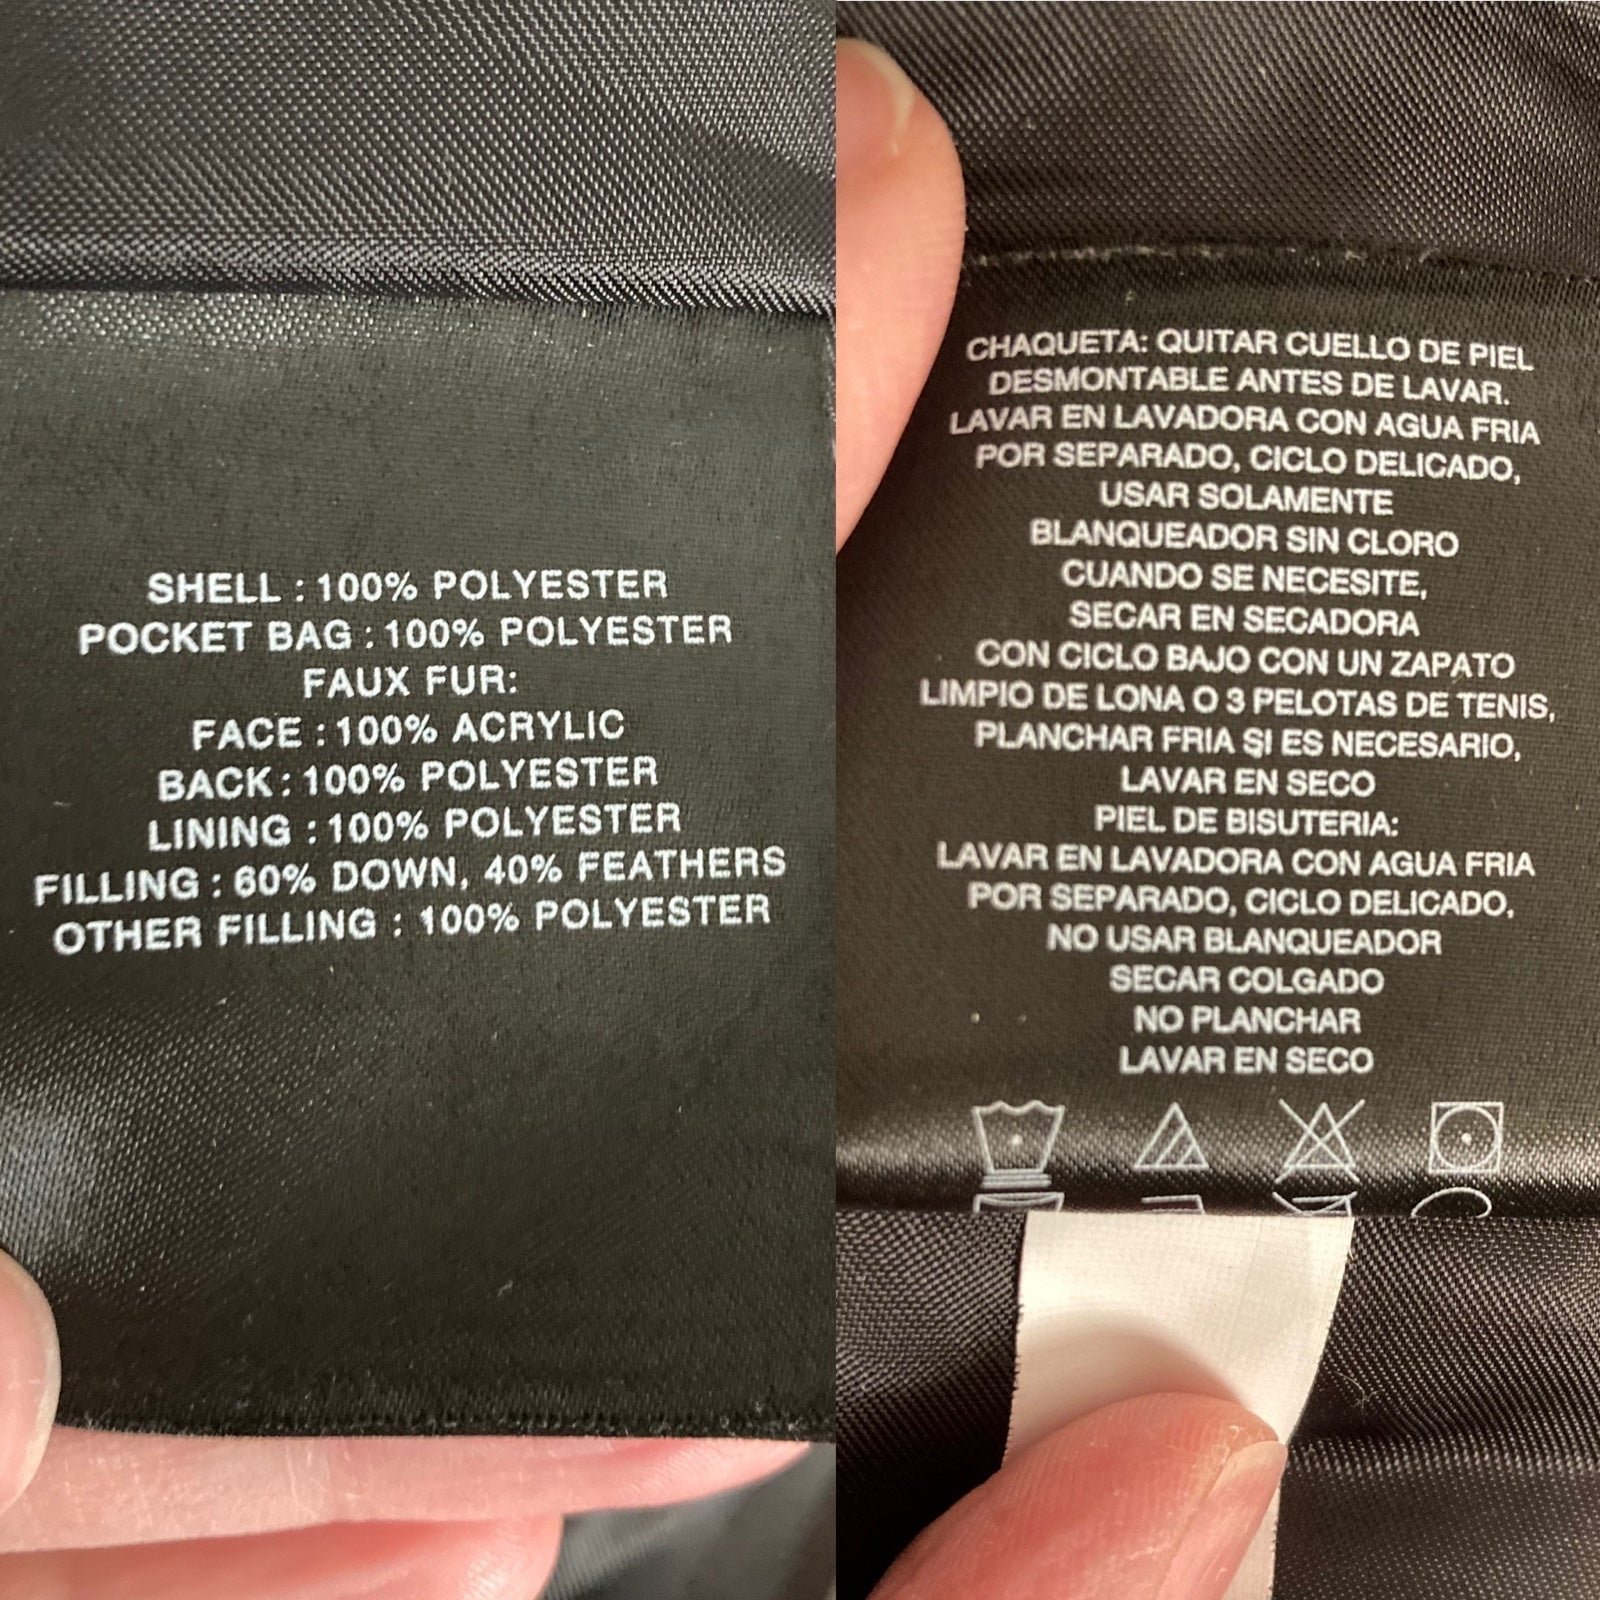 SHELL : 100% POLYESTER
POCKET BAG : 100% POLYESTER
FAUX FUR:
FACE : 100% ACRYLIC
BACK : 100% POLYESTER
LINING : 100% POLYESTER
FILLING : 60% DOWN, 40% FEATHERS
OTHER FILLING : 100% POLYESTER
CHAQUETA: QUITAR CUELLO DE PIEL
DESMONTABLE ANTES DE LAVAR.
LAVAR EN LAVADORA CON AGUA FRIA
POR SEPARADO, CICLO DELICADO,
USAR SOLAMENTE
BLANQUEADOR SIN CLORO
CUANDO SE NECESITE,
SECAR EN SECADORA
CON CICLO BAJO CON UN ZAPATO
LIMPIO DE LONA O 3 PELOTAS DE TENIS,
PLANCHAR FRIA SI ES NECESARIO,
LAVAR EN SECO
PIEL DE BISUTERIA:
LAVAR EN LAVADORA CON AGUA FRIA
POR SEPARADO, CICLO DELICADO,
NO USAR BLANQUEADOR
SECAR COLGADO
NO PLANCHAR
LAVAR EN SECO